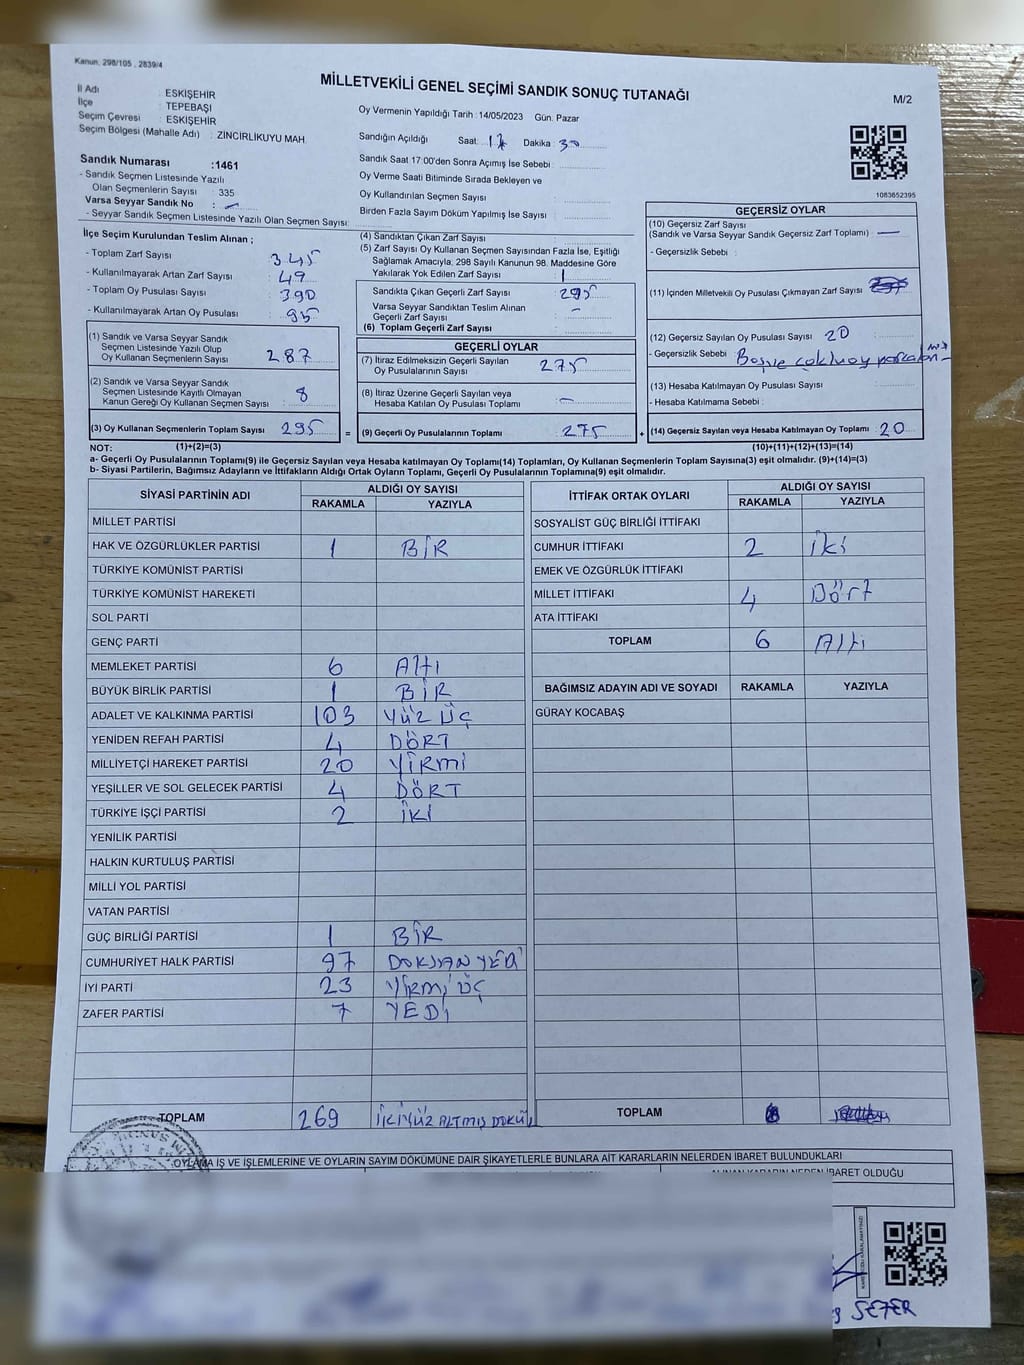 Kanun, 298/105 , 2839/4
MİLLETVEKİLİ GENEL SEÇİMİ SANDIK SONUÇ TUTANAĞI
M/2
İl Adı : ESKİŞEHİR
İlçe : TEPEBAŞI
Seçim Çevresi : ESKİŞEHİR
Seçim Bölgesi (Mahalle Adı) : ZİNCİRLİKUYU MAH
Oy Vermenin Yapıldığı Tarih : 14/05/2023 Gün. Pazar
Sandığın Açıldığı Saat: Dakika 30
Sandık Saat 17:00'den Sonra Açımış İse Sebebi :
Oy Verme Saati Bitiminde Sırada Bekleyen ve
Oy Kullandırılan Seçmen Sayısı
Birden Fazla Sayım Döküm Yapılmış İse Sayısı
1083652395
Sandık Numarası :1461
- Sandık Seçmen Listesinde Yazılı
Olan Seçmenlerin Sayısı : 335
Varsa Seyyar Sandık No : -
- Seyyar Sandık Seçmen Listesinde Yazılı Olan Seçmen Sayısı:
İlçe Seçim Kurulundan Teslim Alınan ;
- Toplam Zarf Sayısı : 345
- Kullanılmayarak Artan Zarf Sayısı : 49
- Toplam Oy Pusulası Sayısı : 390
- Kullanılmayarak Artan Oy Pusulası : 95
(1) Sandık ve Varsa Seyyar Sandık
Seçmen Listesinde Yazılı Olup
Oy Kullanan Seçmenlerin Sayısı : 287
(2) Sandık ve Varsa Seyyar Sandık
Seçmen Listesinde Kayıtlı Olmayan
Kanun Gereği Oy Kullanan Seçmen Sayısı : 8
(3) Oy Kullanan Seçmenlerin Toplam Sayısı : 295
(4) Sandıktan Çıkan Zarf Sayısı :
(5) Zarf Sayısı Oy Kullanan Seçmen Sayısından Fazla İse, Eşitliği
Sağlamak Amacıyla, 298 Sayılı Kanunun 98. Maddesine Göre
Yakılarak Yok Edilen Zarf Sayısı : 1
Sandıkta Çıkan Geçerli Zarf Sayısı : 295
Varsa Seyyar Sandıktan Teslim Alınan
Geçerli Zarf Sayısı : -
(6) Toplam Geçerli Zarf Sayısı
GEÇERLİ OYLAR
(7) İtiraz Edilmeksizin Geçerli Sayılan
Oy Pusulalarının Sayısı : 275
(8) İtiraz Üzerine Geçerli Sayılan veya
Hesaba Katılan Oy Pusulası Toplamı : -
= (9) Geçerli Oy Pusulalarının Toplamı : 275
GEÇERSİZ OYLAR
(10) Geçersiz Zarf Sayısı
(Sandık ve Varsa Seyyar Sandık Geçersiz Zarf Toplamı) —
- Geçersizlik Sebebi :
(11) İçinden Milletvekili Oy Pusulası Çıkmayan Zarf Sayısı
(12) Geçersiz Sayılan Oy Pusulası Sayısı : 20
- Geçersizlik Sebebi : Boş ve çoklu oy
(13) Hesaba Katılmayan Oy Pusulası Sayısı :
- Hesaba Katılmama Sebebi :
+ (14) Geçersiz Sayılan veya Hesaba Katılmayan Oy Toplamı : 20
NOT: (1)+(2)=(3) (10)+(11)+(12)+(13)=(14)
a- Geçerli Oy Pusulalarının Toplamı(9) ile Geçersiz Sayılan veya Hesaba katılmayan Oy Toplamı(14) Toplamları, Oy Kullanan Seçmenlerin Toplam Sayısına(3) eşit olmalıdır. (9)+(14)=(3)
b- Siyasi Partilerin, Bağımsız Adayların ve İttifakların Aldığı Ortak Oyların Toplamı, Geçerli Oy Pusulalarının Toplamına(9) eşit olmalıdır.
SİYASİ PARTİNİN ADI ALDIĞI OY SAYISI
RAKAMLA YAZIYLA
MİLLET PARTİSİ
HAK VE ÖZGÜRLÜKLER PARTİSİ 1 BİR
TÜRKİYE KOMÜNİST PARTİSİ
TÜRKİYE KOMÜNİST HAREKETİ
SOL PARTİ
GENÇ PARTİ
MEMLEKET PARTİSİ 6 Altı
BÜYÜK BİRLİK PARTİSİ 1 BİR
ADALET VE KALKINMA PARTİSİ 103 YÜZ ÜÇ
YENİDEN REFAH PARTİSİ 4 DÖRT
MİLLİYETÇİ HAREKET PARTİSİ 20 YİRMİ
YEŞİLLER VE SOL GELECEK PARTİSİ 4 DÖRT
TÜRKİYE İŞÇİ PARTİSİ 2 İKİ
YENİLİK PARTİSİ
HALKIN KURTULUŞ PARTİSİ
MİLLİ YOL PARTİSİ
VATAN PARTİSİ
GÜÇ BİRLİĞİ PARTİSİ 1 BİR
CUMHURİYET HALK PARTİSİ 97 DOKSAN YEDİ
İYİ PARTİ 23 YİRMİ ÜÇ
ZAFER PARTİSİ 7 YEDİ
TOPLAM 269 İKİYÜZ ALTMIŞ DOKUZ
İTTİFAK ORTAK OYLARI ALDIĞI OY SAYISI
RAKAMLA YAZIYLA
SOSYALİST GÜÇ BİRLİĞİ İTTİFAKI
CUMHUR İTTİFAKI 2 İki
EMEK VE ÖZGÜRLÜK İTTİFAKI
MİLLET İTTİFAKI 4 Dört
ATA İTTİFAKI
TOPLAM 6 Altı
BAĞIMSIZ ADAYIN ADI VE SOYADI RAKAMLA YAZIYLA
GÜRAY KOCABAŞ
TOPLAM
OYLAMA İŞ VE İŞLEMLERİNE VE OYLARIN SAYIM DÖKÜMÜNE DAİR ŞİKAYETLERLE BUNLARA AİT KARARLARIN NELERDEN İBARET BULUNDUKLARI
ALINAN KARARIN NEDEN İBARET OLDUĞU
SEFER